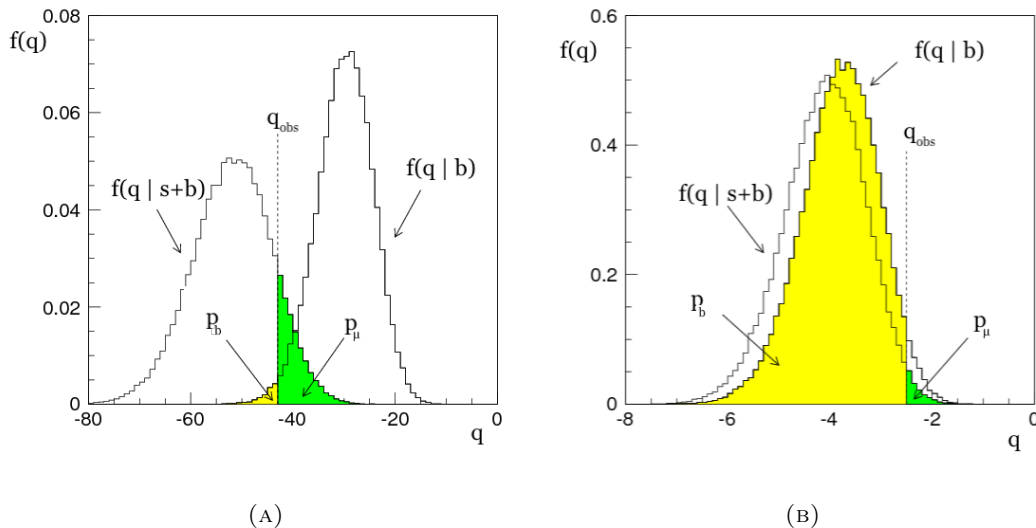 f(q)
0.08
0.06
0.04
0.02
0
q_obs
f(q | s+b)
f(q | b)
p_b
p_μ
-80
-60
-40
-20
0
q
(A)
f(q)
0.6
0.4
0.2
0
f(q | b)
q_obs
f(q | s+b)
p_b
p_μ
-8
-6
-4
-2
0
q
(B)